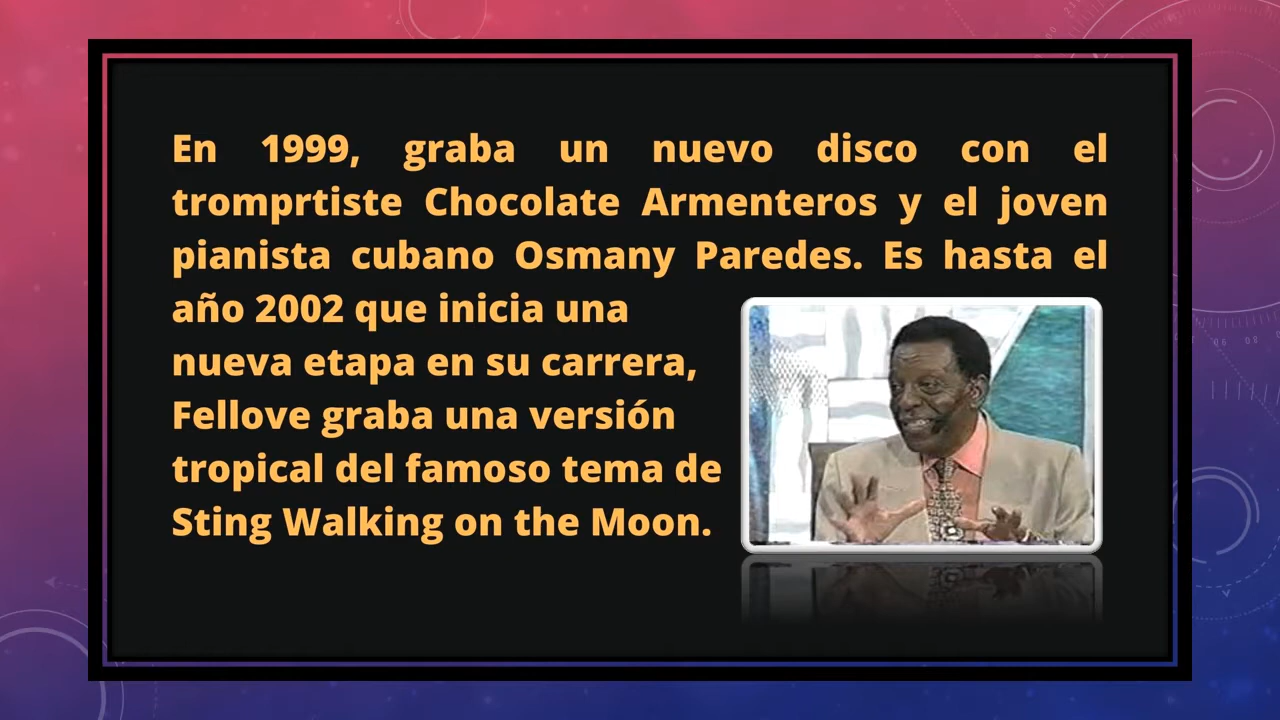 En 1999, graba un nuevo disco con el
tromprtiste Chocolate Armenteros y el joven
pianista cubano Osmany Paredes. Es hasta el
año 2002 que inicia una
nueva etapa en su carrera,
Fellove graba una versión
tropical del famoso tema de
Sting Walking on the Moon.